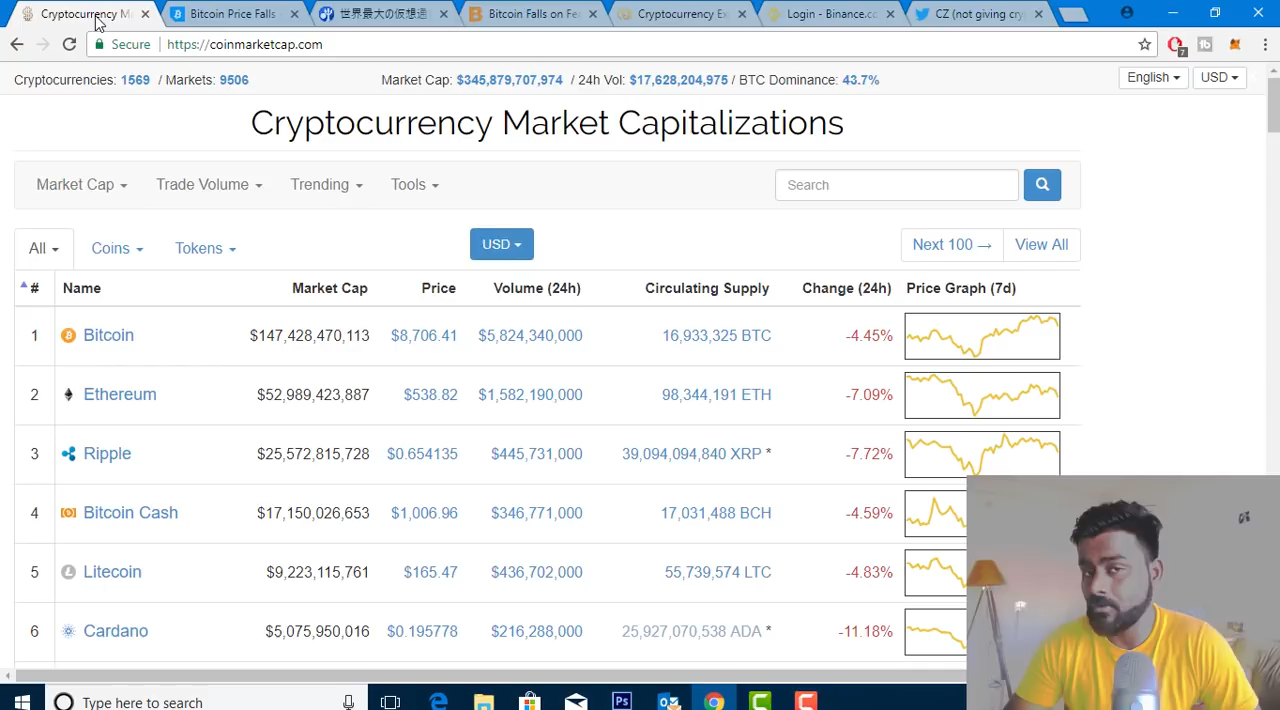 Cryptocurrency M
Bitcoin Price Falls
世界最大の仮想通
Bitcoin Falls on Fe
Cryptocurrency Ex
Login - Binance.co
CZ (not giving cry
Secure https://coinmarketcap.com
7
Cryptocurrencies: 1569 / Markets: 9506
Market Cap: $345,879,707,974 / 24h Vol: $17,628,204,975 / BTC Dominance: 43.7%
English USD
Cryptocurrency Market Capitalizations
Market Cap Trade Volume Trending Tools Search
All Coins Tokens USD Next 100 → View All
# Name Market Cap Price Volume (24h) Circulating Supply Change (24h) Price Graph (7d)
1 Bitcoin $147,428,470,113 $8,706.41 $5,824,340,000 16,933,325 BTC -4.45%
2 Ethereum $52,989,423,887 $538.82 $1,582,190,000 98,344,191 ETH -7.09%
3 Ripple $25,572,815,728 $0.654135 $445,731,000 39,094,094,840 XRP * -7.72%
4 Bitcoin Cash $17,150,026,653 $1,006.96 $346,771,000 17,031,488 BCH -4.59%
5 Litecoin $9,223,115,761 $165.47 $436,702,000 55,739,574 LTC -4.83%
6 Cardano $5,075,950,016 $0.195778 $216,288,000 25,927,070,538 ADA * -11.18%
Type here to search
Ps